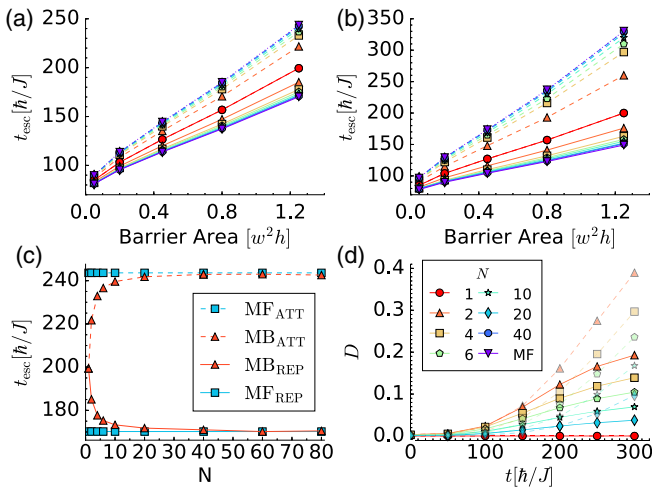 (a)
t_esc [ħ/J]
250
200
150
100
0.0 0.4 0.8 1.2
Barrier Area [w²h]
(b)
t_esc [ħ/J]
350
300
250
200
150
100
0.0 0.4 0.8 1.2
Barrier Area [w²h]
(c)
t_esc [ħ/J]
240
220
200
180
0 10 20 30 40 50 60 70 80
N
MF_ATT
MB_ATT
MB_REP
MF_REP
(d)
D
0.4
0.3
0.2
0.1
0.0
0 50 100 150 200 250 300
t[ħ/J]
N
1 10
2 20
4 40
6 MF